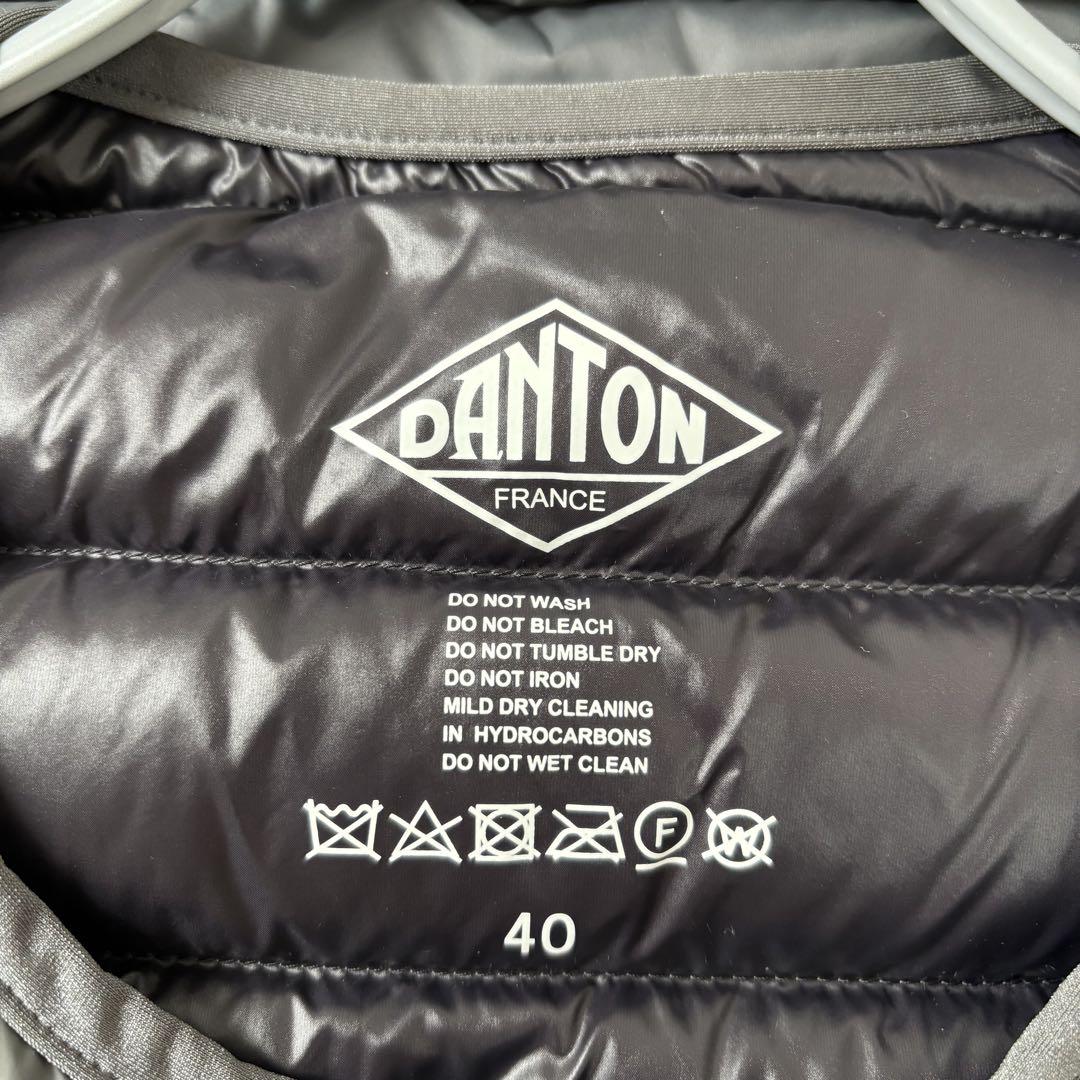 DANTON
FRANCE
DO NOT WASH
DO NOT BLEACH
DO NOT TUMBLE DRY
DO NOT IRON
MILD DRY CLEANING
IN HYDROCARBONS
DO NOT WET CLEAN
F W
40